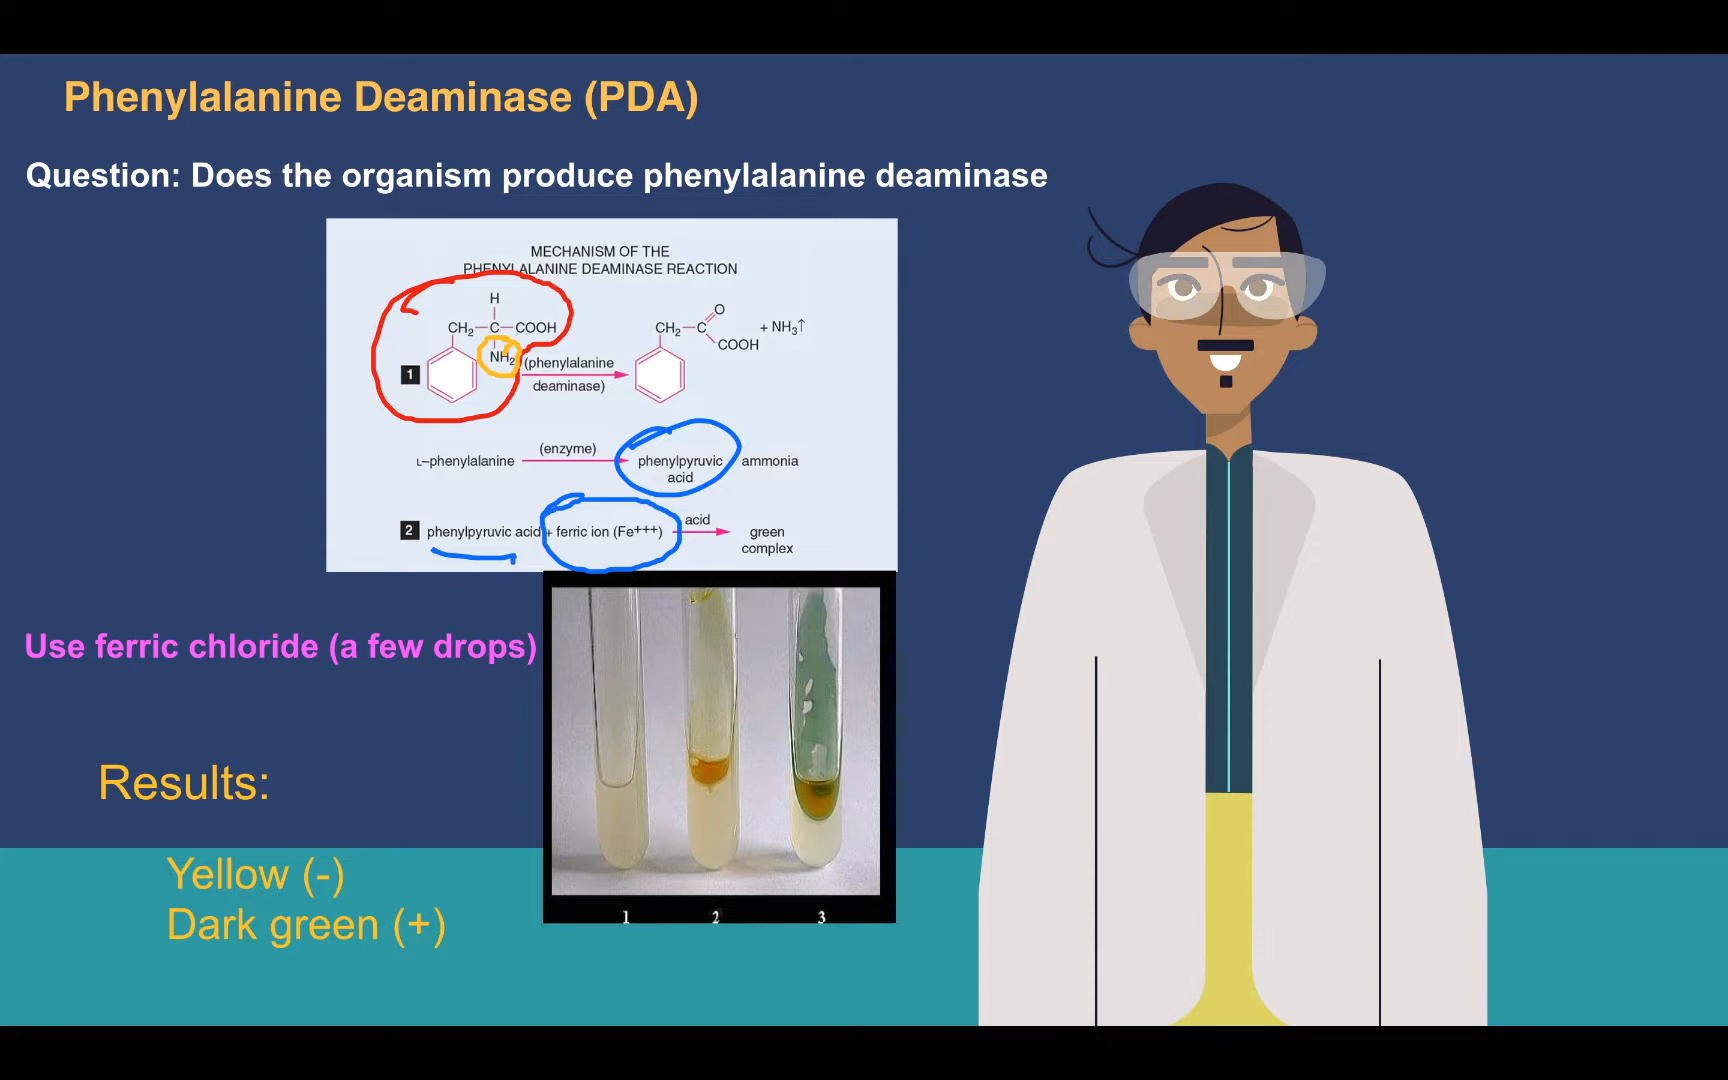 Phenylalanine Deaminase (PDA)
Question: Does the organism produce phenylalanine deaminase
MECHANISM OF THE
PHENYLALANINE DEAMINASE REACTION
H
CH₂—C—COOH
NH₂
1
(phenylalanine
deaminase)
O
CH₂—C
COOH
+ NH₃↑
L–phenylalanine
(enzyme)
phenylpyruvic
acid
ammonia
2 phenylpyruvic acid + ferric ion (Fe+++)
acid
green
complex
Use ferric chloride (a few drops)
Results:
Yellow (-)
Dark green (+)
1 2 3